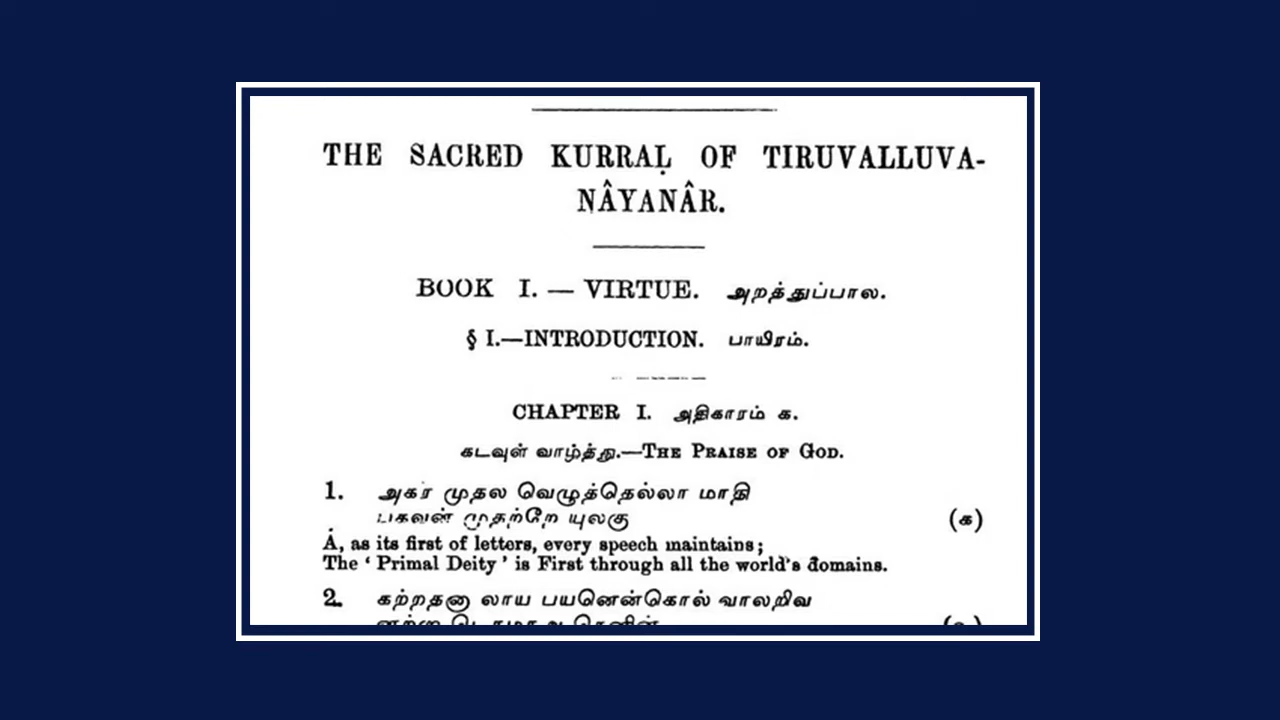 THE SACRED KURRAḶ OF TIRUVALLUVA-
NÂYANÂR.
BOOK I. — VIRTUE. அறத்துப்பால.
§ I.—INTRODUCTION. பாயிரம்.
CHAPTER I. அதிகாரம் க.
கடவுள் வாழ்த்து.—THE PRAISE OF GOD.
1. அகர முதல வெழுத்தெல்லா மாதி
பகவன் முதற்றே யுலகு (க)
A, as its first of letters, every speech maintains;
The ‘ Primal Deity ’ is First through all the world's domains.
2. கற்றதனா லாய பயனென்கொல் வாலறிவ